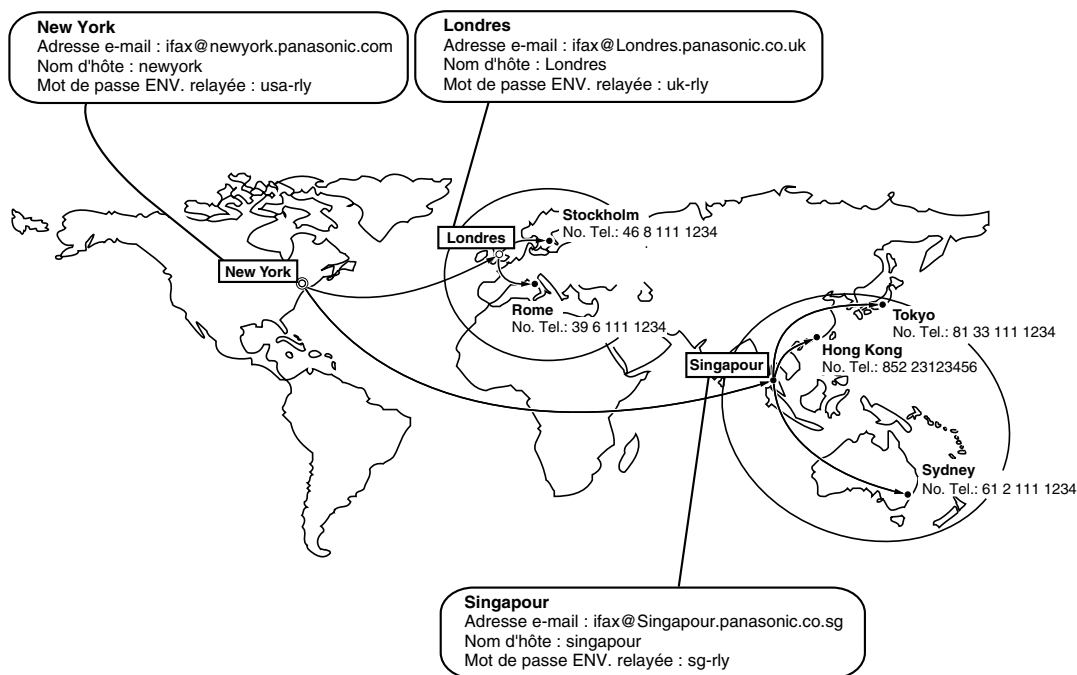 New York
Adresse e-mail : ifax@newyork.panasonic.com
Nom d'hôte : newyork
Mot de passe ENV. relayée : usa-rly
Londres
Adresse e-mail : ifax@Londres.panasonic.co.uk
Nom d'hôte : Londres
Mot de passe ENV. relayée : uk-rly
Stockholm
No. Tel.: 46 8 111 1234
Londres
New York
Rome
No. Tel.: 39 6 111 1234
Tokyo
No. Tel.: 81 33 111 1234
Hong Kong
No. Tel.: 852 23123456
Singapour
Sydney
No. Tel.: 61 2 111 1234
Singapour
Adresse e-mail : ifax@Singapour.panasonic.co.sg
Nom d'hôte : singapour
Mot de passe ENV. relayée : sg-rly